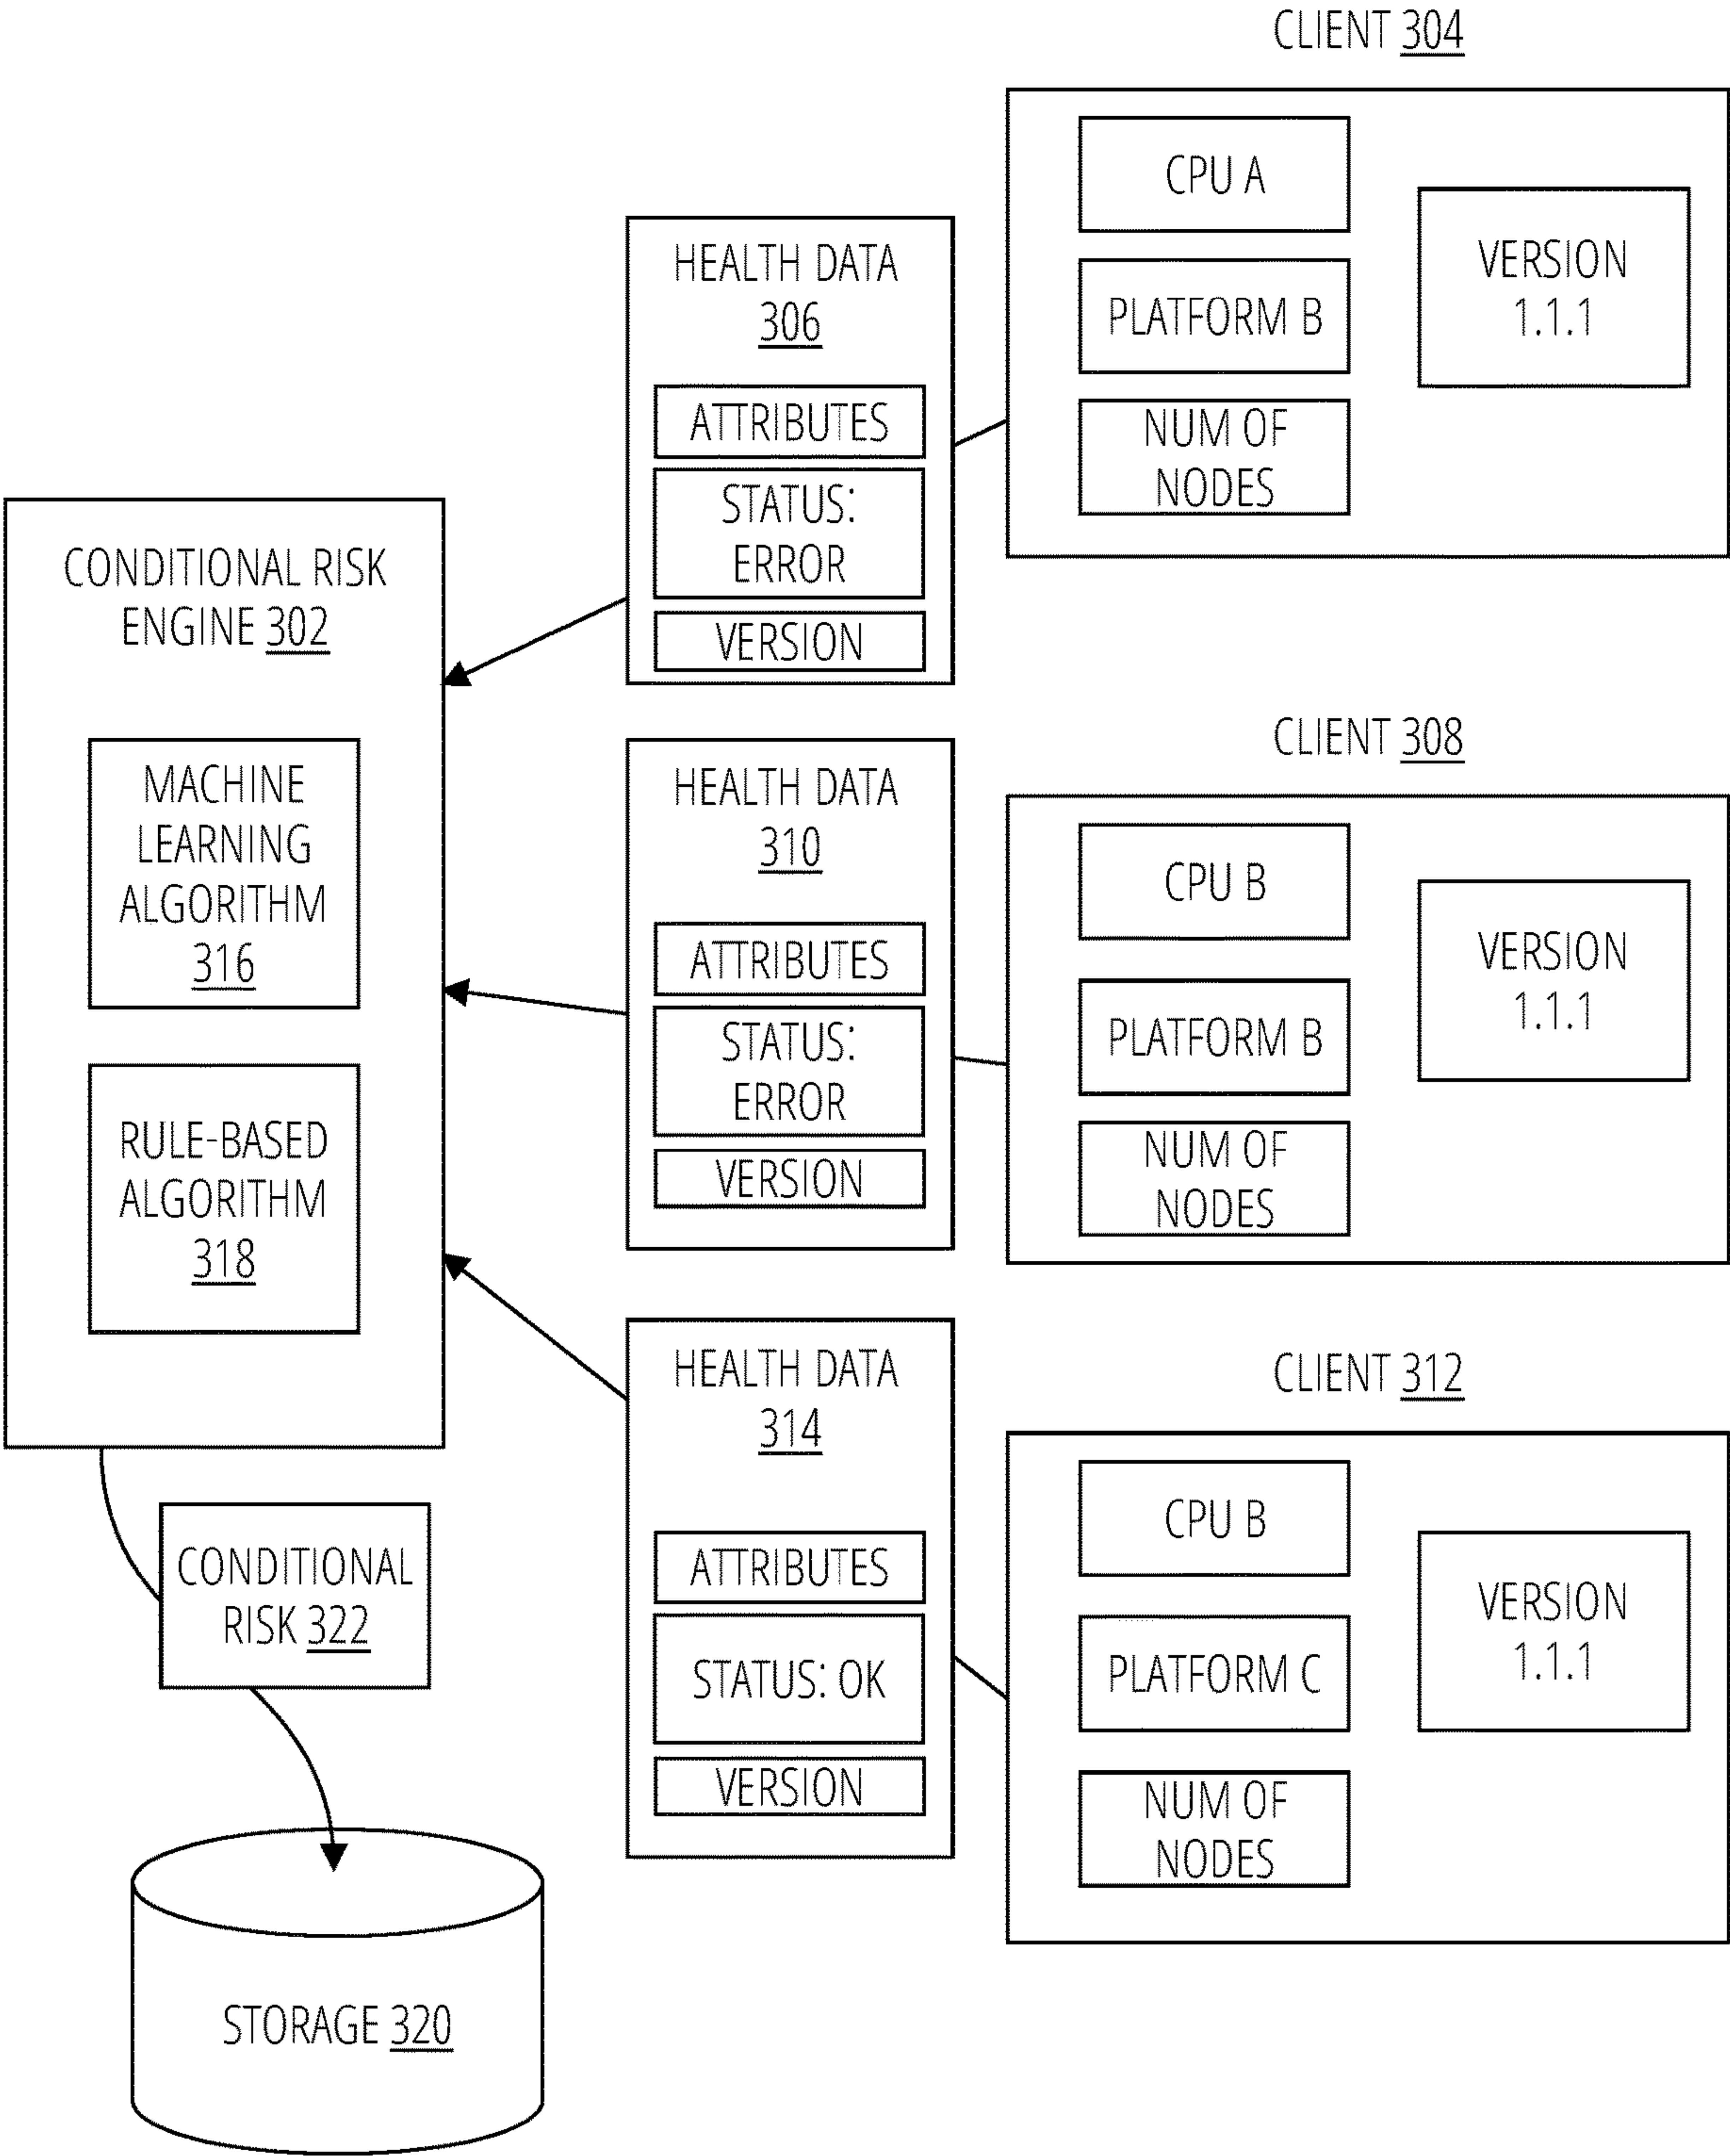 CLIENT 304
CPU A
PLATFORM B
NUM OF
NODES
VERSION
1.1.1
HEALTH DATA
306
ATTRIBUTES
STATUS:
ERROR
VERSION
CONDITIONAL RISK
ENGINE 302
MACHINE
LEARNING
ALGORITHM
316
RULE-BASED
ALGORITHM
318
CLIENT 308
CPU B
PLATFORM B
NUM OF
NODES
VERSION
1.1.1
HEALTH DATA
310
ATTRIBUTES
STATUS:
ERROR
VERSION
CLIENT 312
CPU B
PLATFORM C
NUM OF
NODES
VERSION
1.1.1
HEALTH DATA
314
ATTRIBUTES
STATUS: OK
VERSION
CONDITIONAL
RISK 322
STORAGE 320